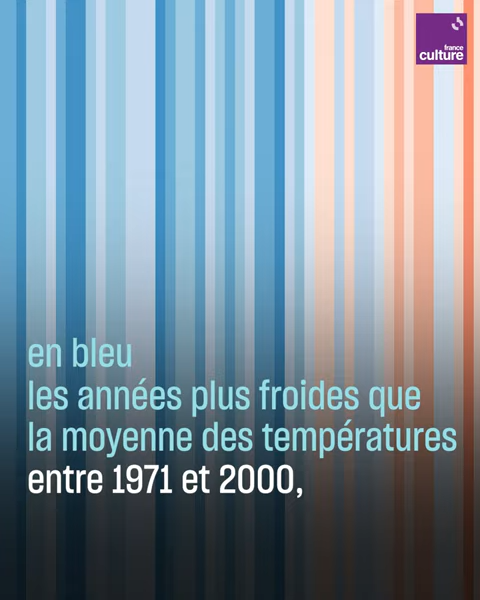 france
culture
en bleu
les années plus froides que
la moyenne des températures
entre 1971 et 2000,